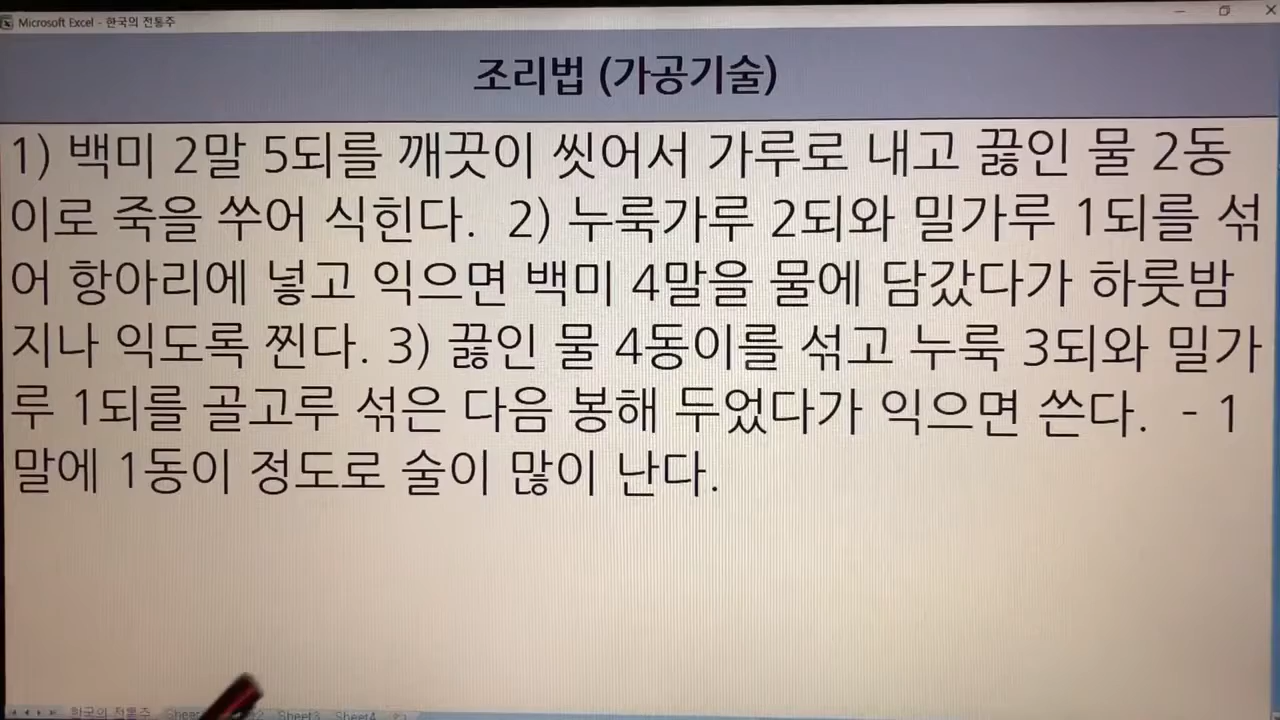 Microsoft Excel - 한국의 전통주
조리법 (가공기술)
1) 백미 2말 5되를 깨끗이 씻어서 가루로 내고 끓인 물 2동
이로 죽을 쑤어 식힌다. 2) 누룩가루 2되와 밀가루 1되를 섞
어 항아리에 넣고 익으면 백미 4말을 물에 담갔다가 하룻밤
지나 익도록 찐다. 3) 끓인 물 4동이를 섞고 누룩 3되와 밀가
루 1되를 골고루 섞은 다음 봉해 두었다가 익으면 쓴다. - 1
말에 1동이 정도로 술이 많이 난다.
한국의 전통주 Sheet3 Sheet4